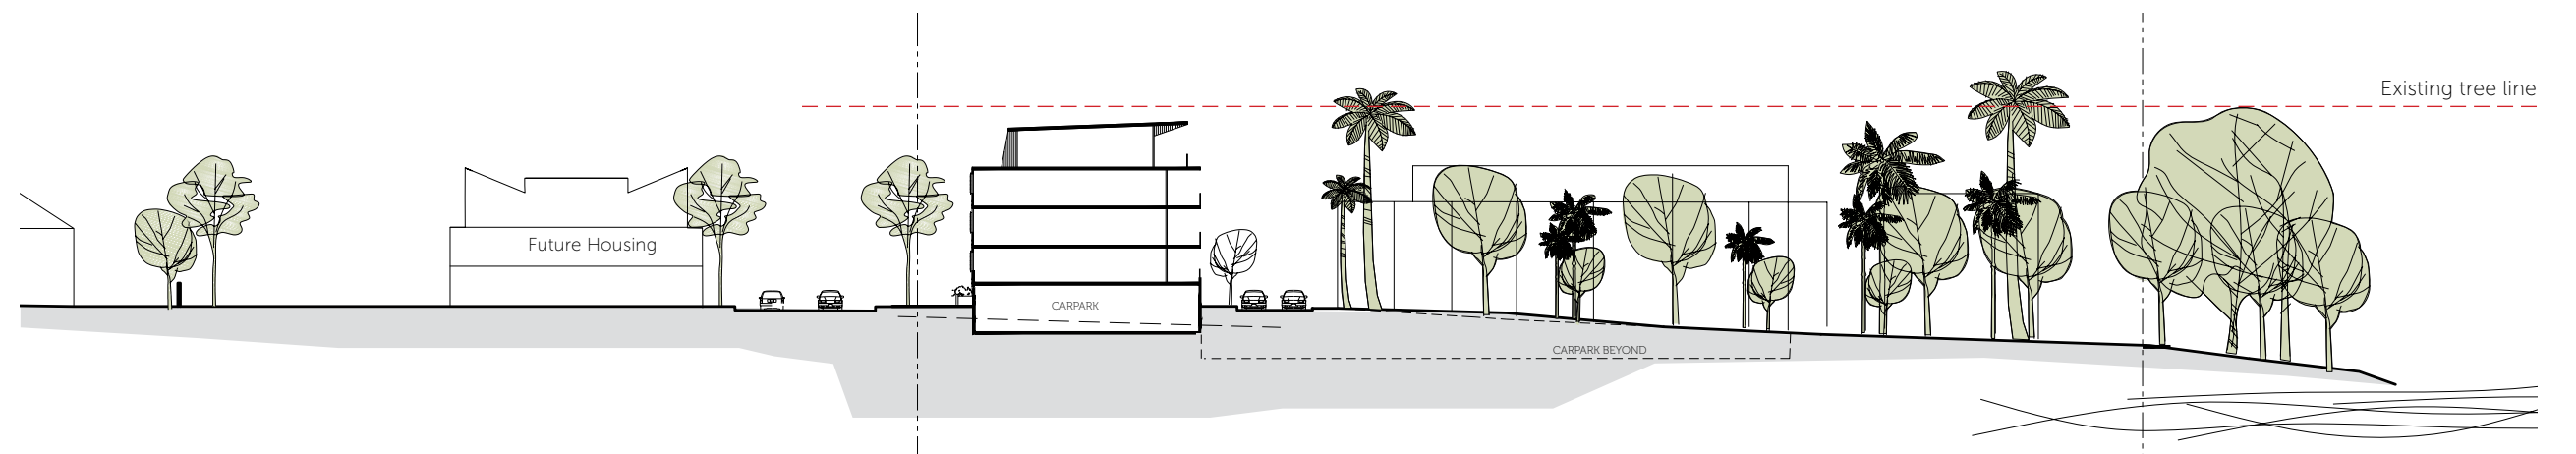 Existing tree line
Future Housing
CARPARK
CARPARK BEYOND